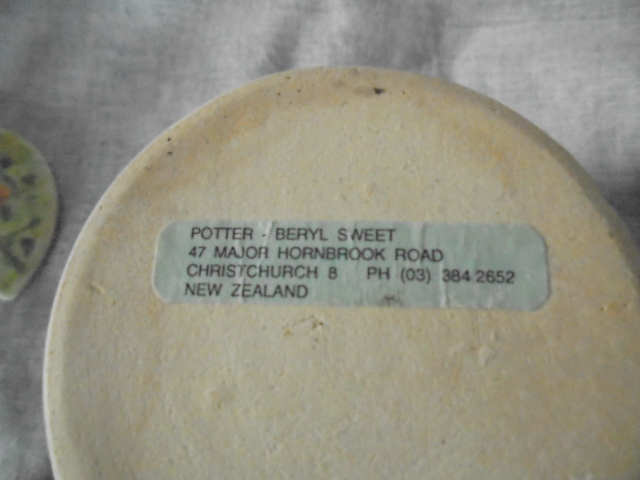 POTTER - BERYL SWEET
47 MAJOR HORNBROOK ROAD
CHRISTCHURCH 8 PH (03) 384 2652
NEW ZEALAND